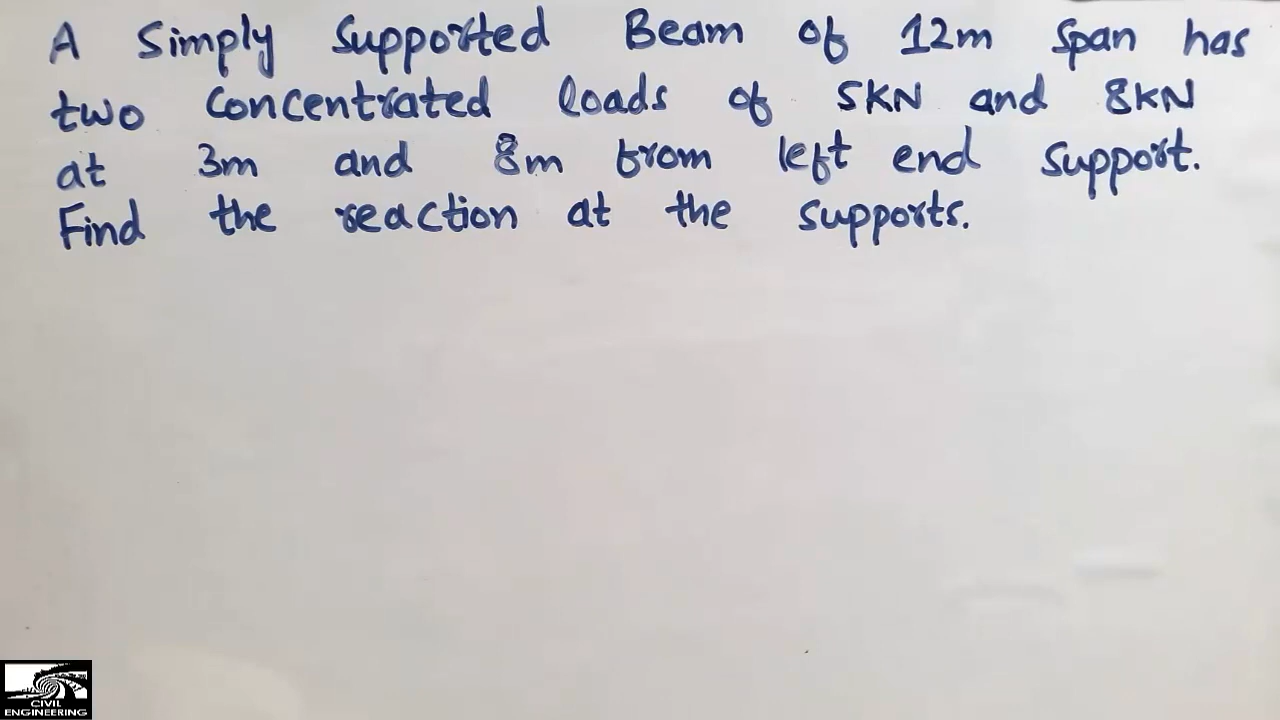 A Simply Supported Beam of 12m Span has
two Concentrated loads of 5KN and 8KN
at 3m and 8m from left end support.
Find the reaction at the supports.
CIVIL
ENGINEERING